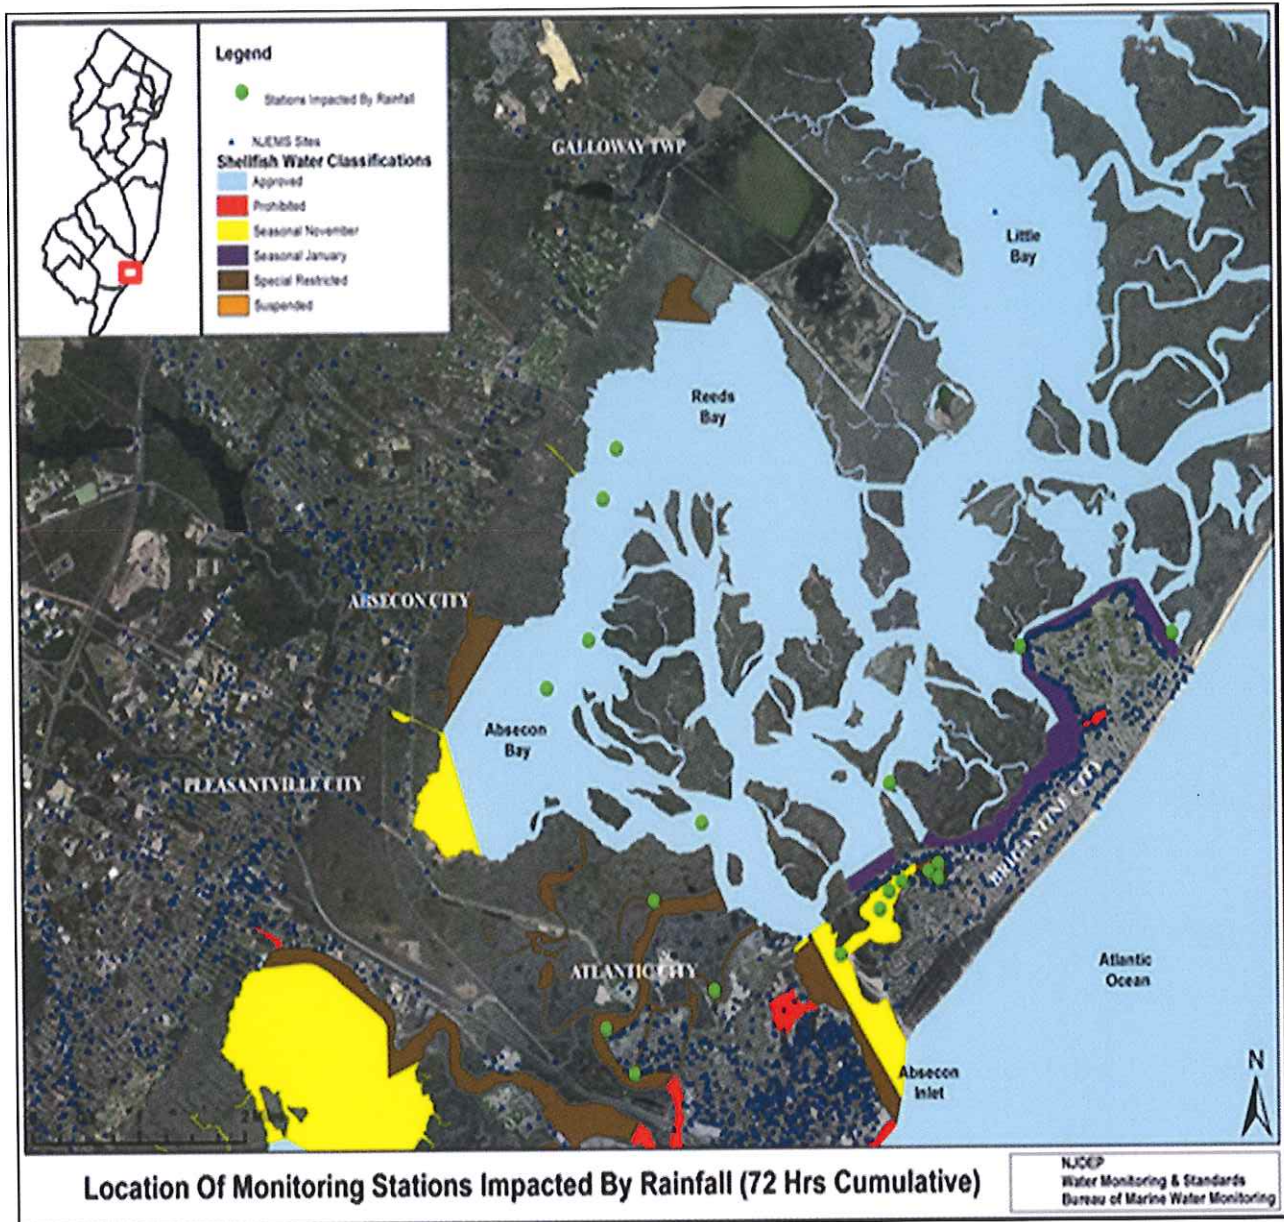 Legend
Stations Impacted By Rainfall
NJEMS Sites
Shellfish Water Classifications
Approved
Prohibited
Seasonal November
Seasonal January
Special Restricted
Suspended
GALLOWAY TWP
Little
Bay
Reeds
Bay
ABSECON CITY
Absecon
Bay
PLEASANTVILLE CITY
BRIGANTINE CITY
ATLANTIC CITY
Atlantic
Ocean
Absecon
Inlet
N
Location Of Monitoring Stations Impacted By Rainfall (72 Hrs Cumulative)
NJDEP
Water Monitoring & Standards
Bureau of Marine Water Monitoring